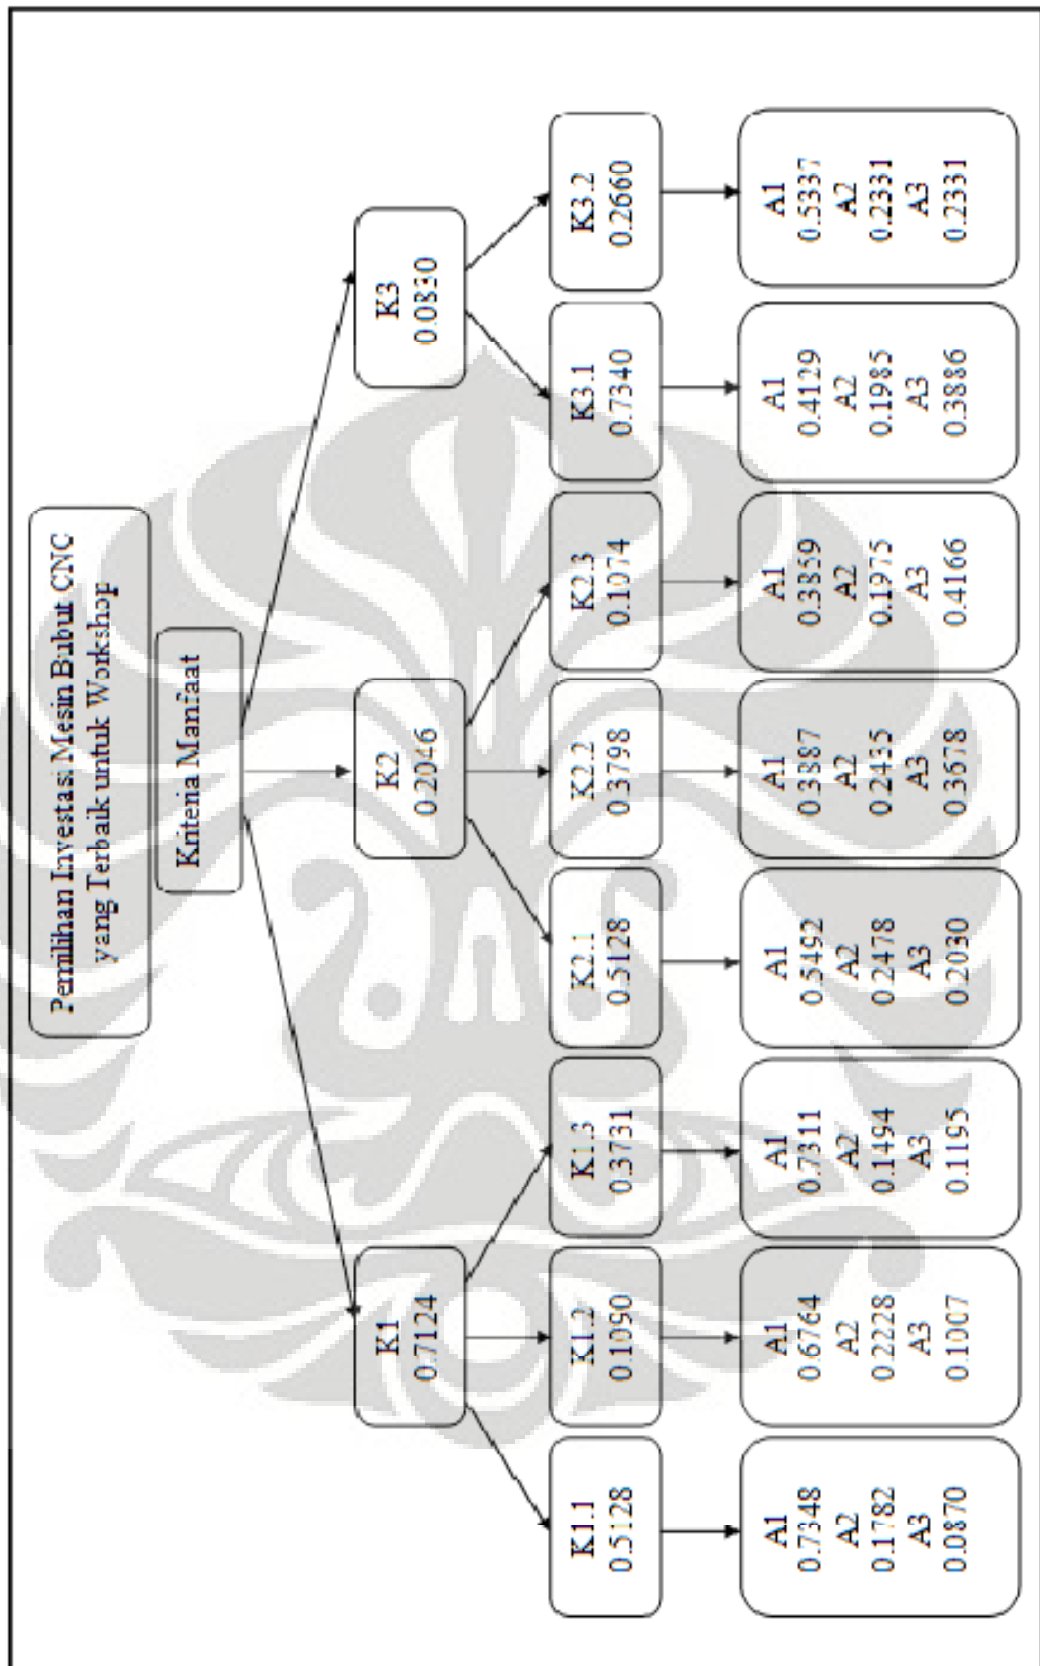 Pemilihan Investasi Mesin Bubut CNC
yang Terbaik untuk Workshop
Kriteria Manfaat
K1
0.7124
K2
0.2046
K3
0.0830
K1.1
0.5128
K1.2
0.1090
K1.3
0.3731
K2.1
0.5128
K2.2
0.3798
K2.3
0.1074
K3.1
0.7340
K3.2
0.2660
A1
0.7348
A2
0.1782
A3
0.0870
A1
0.6764
A2
0.2228
A3
0.1007
A1
0.7311
A2
0.1494
A3
0.1195
A1
0.5492
A2
0.2478
A3
0.2030
A1
0.3887
A2
0.2435
A3
0.3678
A1
0.3859
A2
0.1975
A3
0.4166
A1
0.4129
A2
0.1985
A3
0.3886
A1
0.5337
A2
0.2331
A3
0.2331